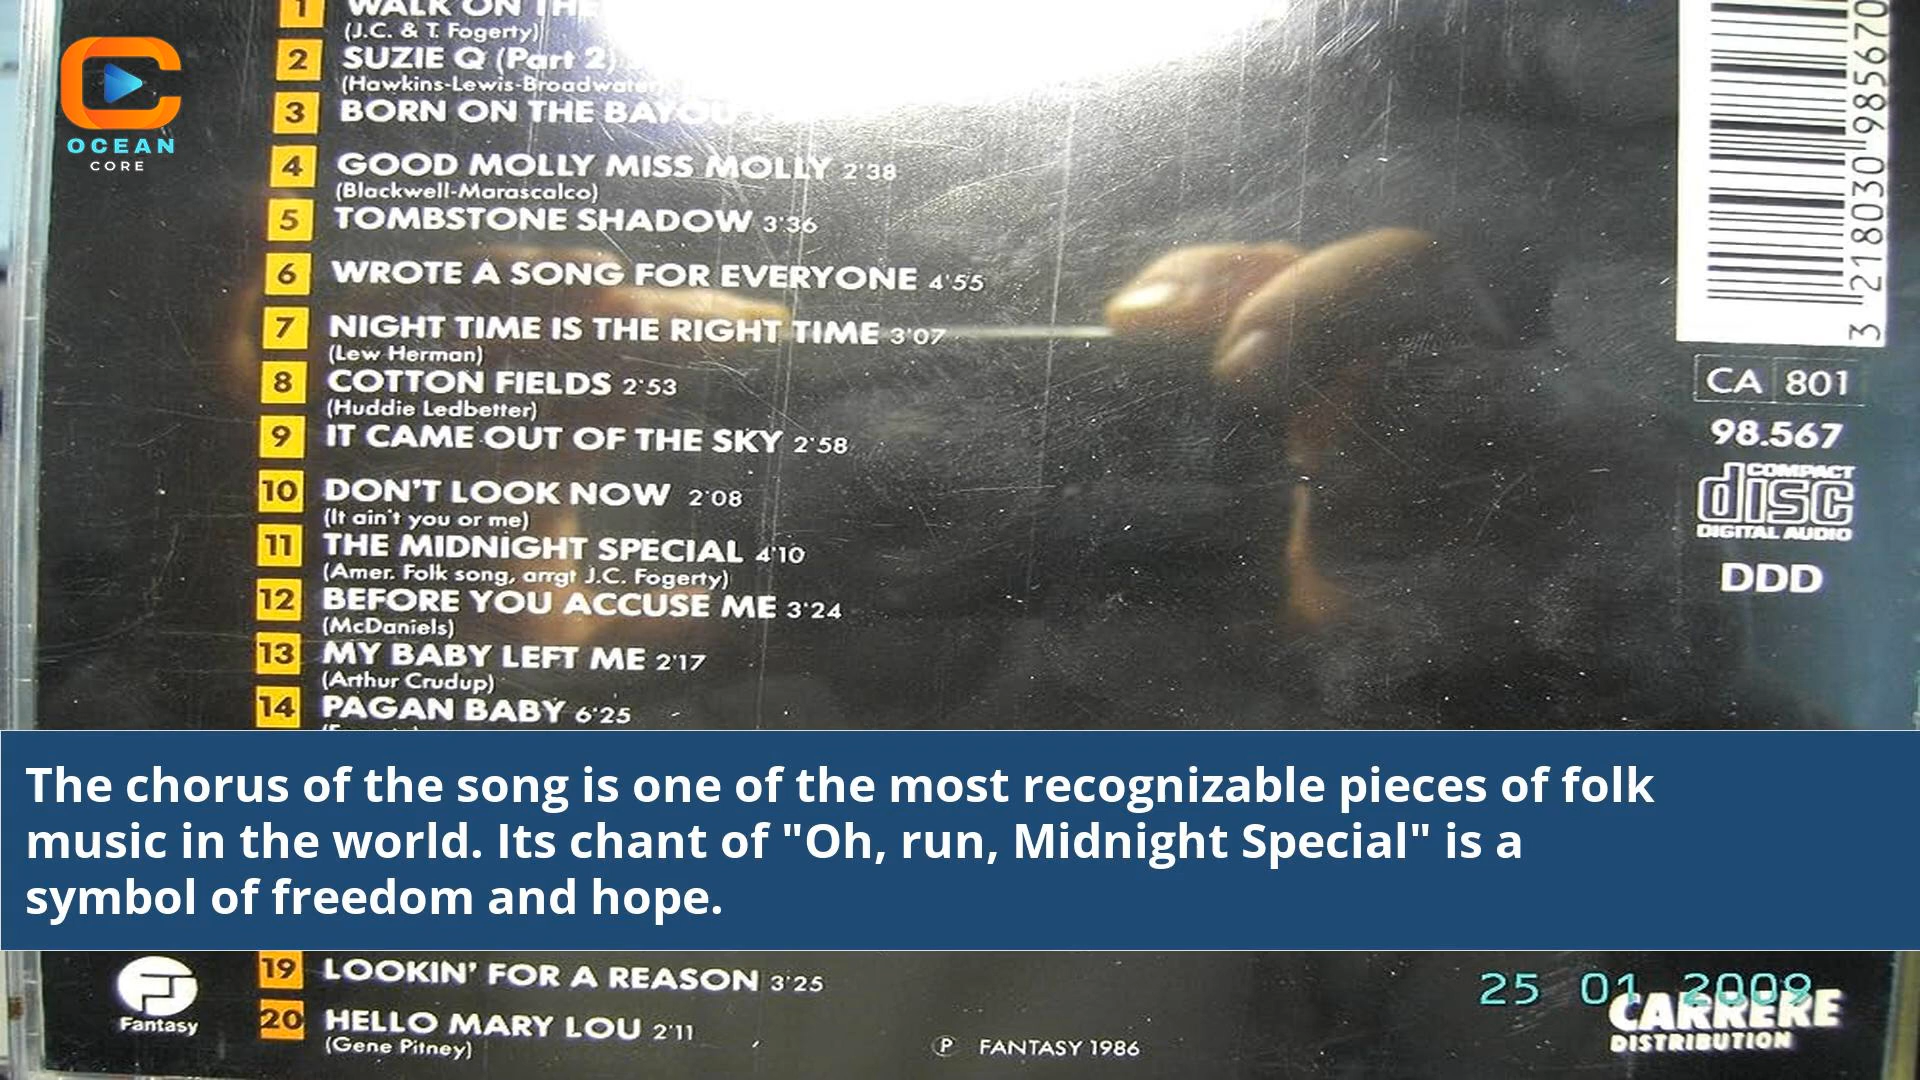 1 WALK ON THE
(J.C. & T. Fogerty)
2 SUZIE Q (Part 2)
(Hawkins-Lewis-Broadwater)
3 BORN ON THE BAYOU
4 GOOD MOLLY MISS MOLLY 2'38
(Blackwell-Marascalco)
5 TOMBSTONE SHADOW 3'36
6 WROTE A SONG FOR EVERYONE 4'55
7 NIGHT TIME IS THE RIGHT TIME 3'07
(Lew Herman)
8 COTTON FIELDS 2'53
(Huddie Ledbetter)
9 IT CAME OUT OF THE SKY 2'58
10 DON'T LOOK NOW 2'08
(It ain't you or me)
11 THE MIDNIGHT SPECIAL 4'10
(Amer. Folk song, arrgt J.C. Fogerty)
12 BEFORE YOU ACCUSE ME 3'24
(McDaniels)
13 MY BABY LEFT ME 2'17
(Arthur Crudup)
14 PAGAN BABY 6'25
OCEAN
CORE
3 218030 985670
CA 801
98.567
COMPACT
disc
DIGITAL AUDIO
DDD
The chorus of the song is one of the most recognizable pieces of folk
music in the world. Its chant of "Oh, run, Midnight Special" is a
symbol of freedom and hope.
19 LOOKIN' FOR A REASON 3'25
20 HELLO MARY LOU 2'11
(Gene Pitney)
Fantasy
Ⓟ FANTASY 1986
25 01 2009
CARRERE
DISTRIBUTION